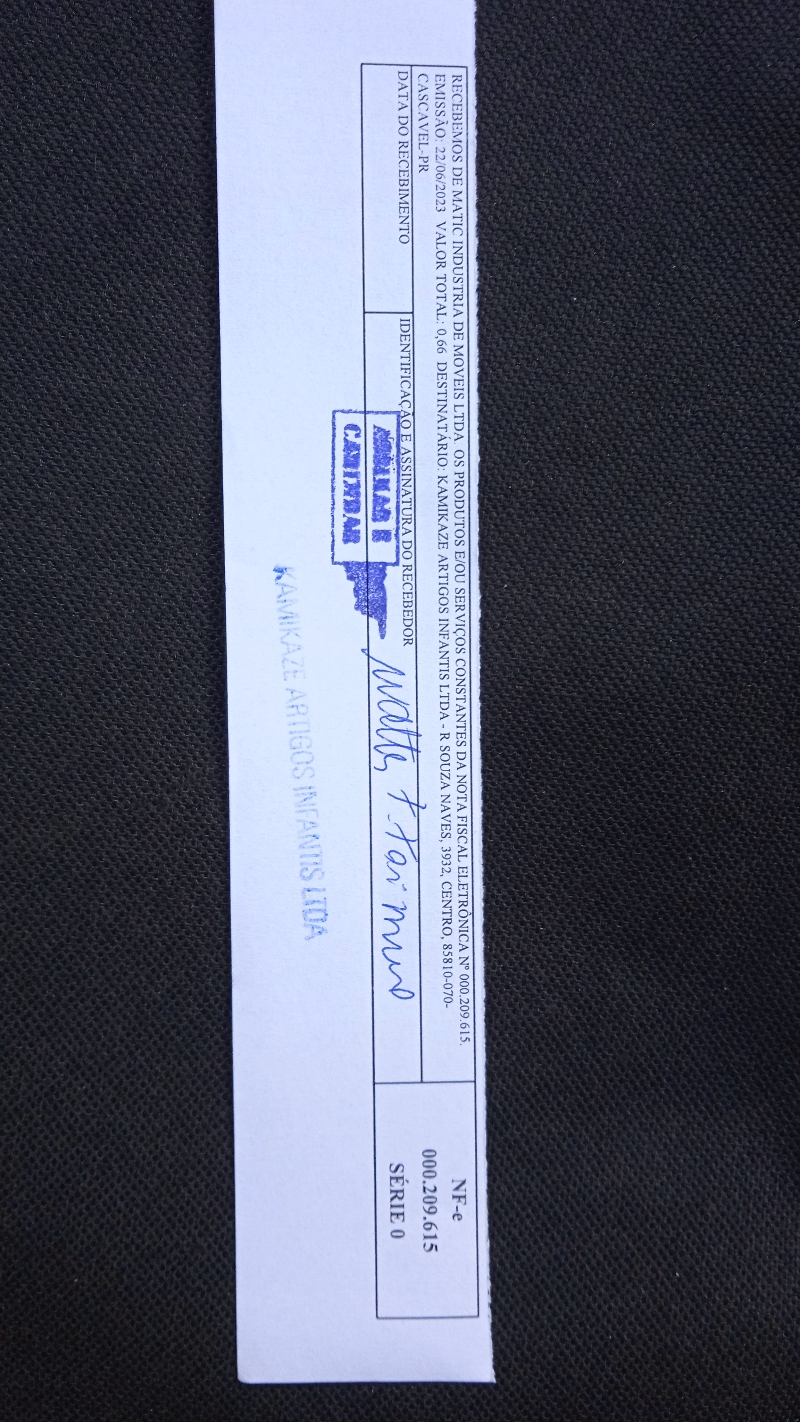 RECEBEMOS DE MATIC INDUSTRIA DE MOVEIS LTDA OS PRODUTOS E/OU SERVIÇOS CONSTANTES DA NOTA FISCAL ELETRÔNICA Nº 000.209.615.
EMISSÃO: 22/06/2023 VALOR TOTAL: 0,66 DESTINATÁRIO: KAMIKAZE ARTIGOS INFANTIS LTDA - R SOUZA NAVES, 3932, CENTRO, 85810-070-
CASCAVEL-PR
DATA DO RECEBIMENTO
IDENTIFICAÇÃO E ASSINATURA DO RECEBEDOR
NF-e
000.209.615
SÉRIE 0
CARIMBAR
KAMIKAZE ARTIGOS INFANTIS LTDA